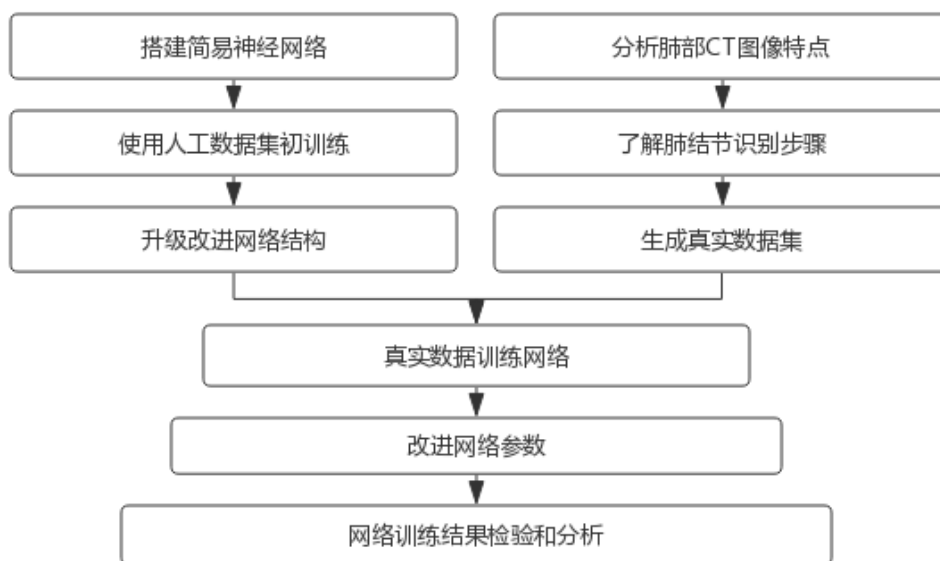 搭建简易神经网络
分析肺部CT图像特点
使用人工数据集初训练
了解肺结节识别步骤
升级改进网络结构
生成真实数据集
真实数据训练网络
改进网络参数
网络训练结果检验和分析